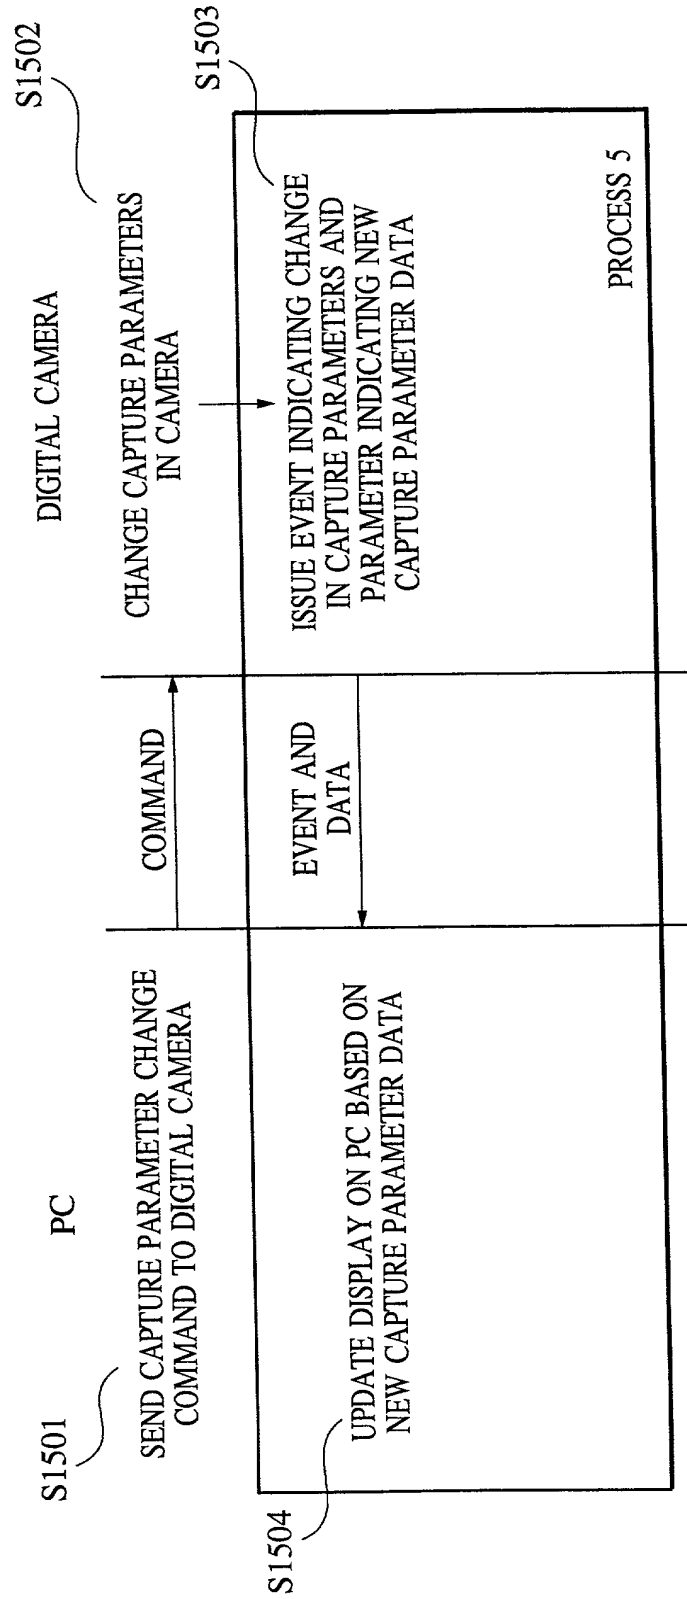 PC
DIGITAL CAMERA
S1501
SEND CAPTURE PARAMETER CHANGE
COMMAND TO DIGITAL CAMERA
COMMAND
S1502
CHANGE CAPTURE PARAMETERS
IN CAMERA
S1503
ISSUE EVENT INDICATING CHANGE
IN CAPTURE PARAMETERS AND
PARAMETER INDICATING NEW
CAPTURE PARAMETER DATA
EVENT AND
DATA
S1504
UPDATE DISPLAY ON PC BASED ON
NEW CAPTURE PARAMETER DATA
PROCESS 5